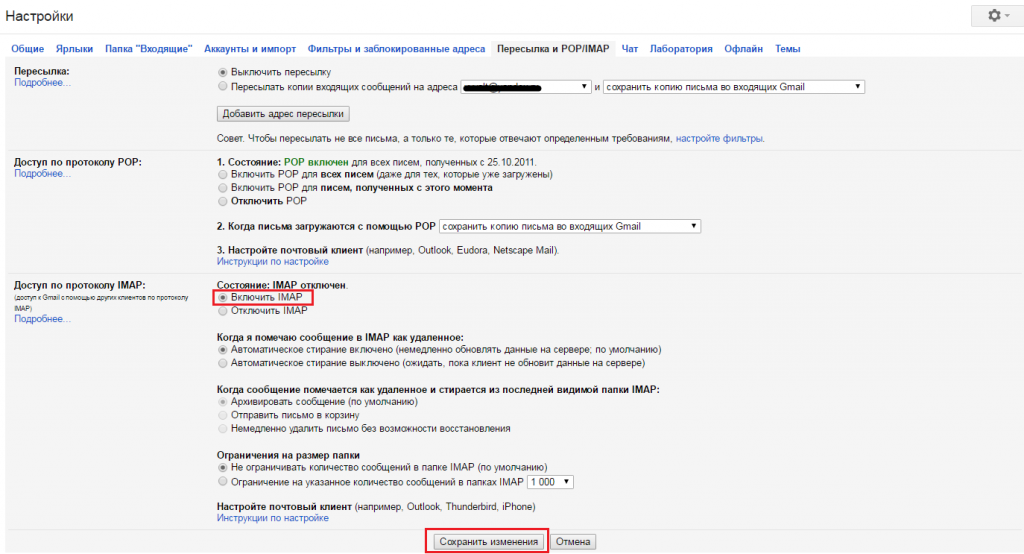 Настройки
Общие Ярлыки Папка "Входящие" Аккаунты и импорт Фильтры и заблокированные адреса Пересылка и POP/IMAP Чат Лаборатория Офлайн Темы
Пересылка:
Подробнее...
Выключить пересылку
Пересылать копии входящих сообщений на адреса и сохранить копию письма во входящих Gmail
Добавить адрес пересылки
Совет. Чтобы пересылать не все письма, а только те, которые отвечают определенным требованиям, настройте фильтры.
Доступ по протоколу POP:
Подробнее...
1. Состояние: POP включен для всех писем, полученных с 25.10.2011.
Включить POP для всех писем (даже для тех, которые уже загружены)
Включить POP для писем, полученных с этого момента
Отключить POP
2. Когда письма загружаются с помощью POP сохранить копию письма во входящих Gmail
3. Настройте почтовый клиент (например, Outlook, Eudora, Netscape Mail).
Инструкции по настройке
Доступ по протоколу IMAP:
(доступ к Gmail с помощью других клиентов по протоколу
IMAP)
Подробнее...
Состояние: IMAP отключен.
Включить IMAP
Отключить IMAP
Когда я помечаю сообщение в IMAP как удаленное:
Автоматическое стирание включено (немедленно обновлять данные на сервере; по умолчанию)
Автоматическое стирание выключено (ожидать, пока клиент не обновит данные на сервере)
Когда сообщение помечается как удаленное и стирается из последней видимой папки IMAP:
Архивировать сообщение (по умолчанию)
Отправить письмо в корзину
Немедленно удалить письмо без возможности восстановления
Ограничения на размер папки
Не ограничивать количество сообщений в папке IMAP (по умолчанию)
Ограничение на указанное количество сообщений в папках IMAP 1 000
Настройте почтовый клиент (например, Outlook, Thunderbird, iPhone)
Инструкции по настройке
Сохранить изменения Отмена